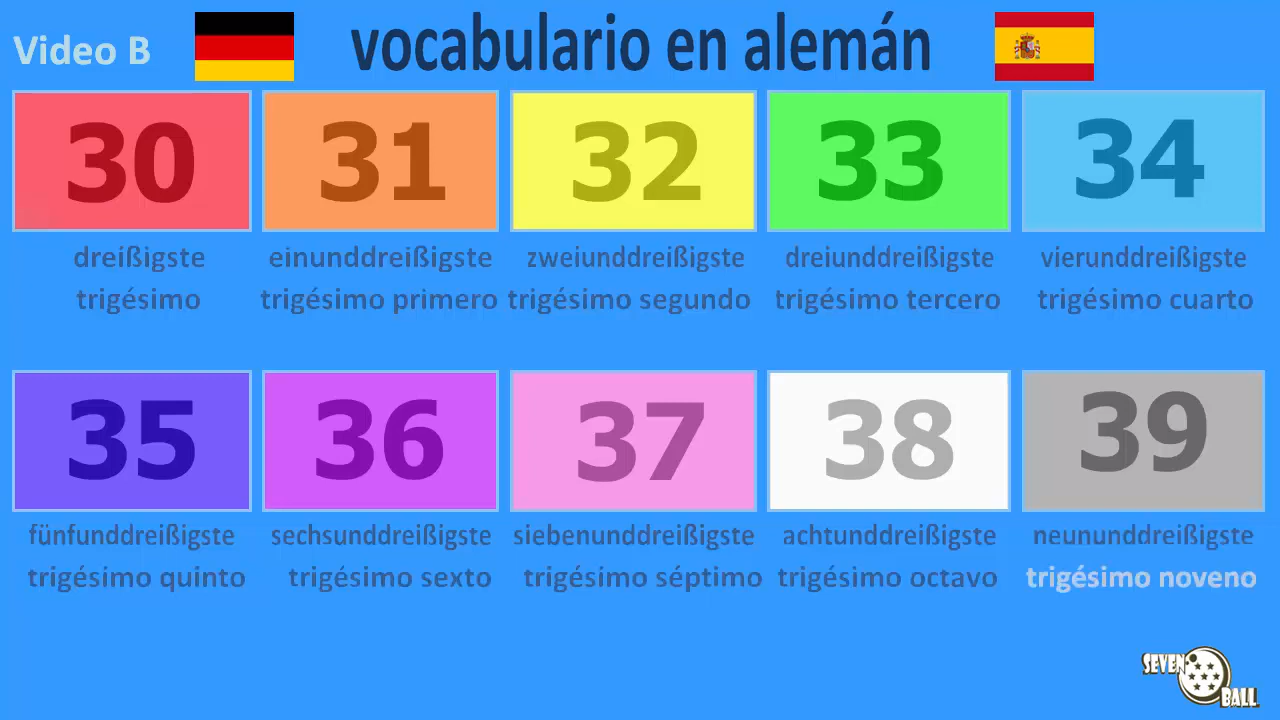 Video B
vocabulario en alemán
30 31 32 33 34
dreißigste einunddreißigste zweiunddreißigste dreiunddreißigste vierunddreißigste
trigésimo trigésimo primero trigésimo segundo trigésimo tercero trigésimo cuarto
35 36 37 38 39
fünfunddreißigste sechsunddreißigste siebenunddreißigste achtunddreißigste neununddreißigste
trigésimo quinto trigésimo sexto trigésimo séptimo trigésimo octavo trigésimo noveno
SEVEN
BALL